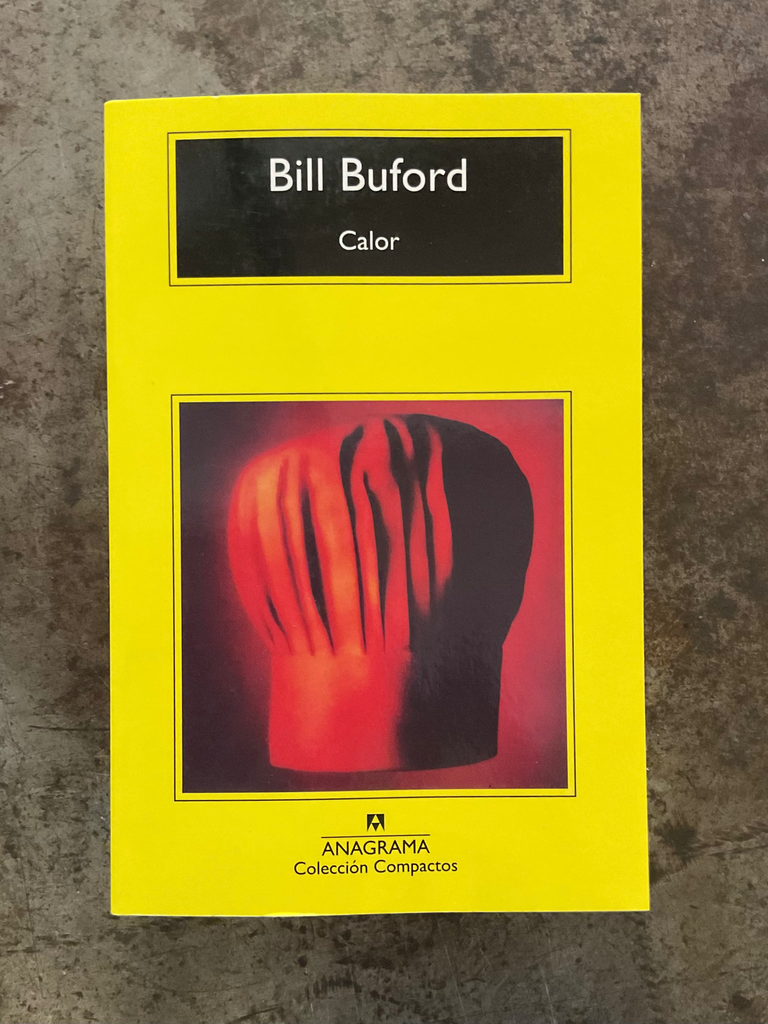 Bill Buford
Calor
ANAGRAMA
Colección Compactos